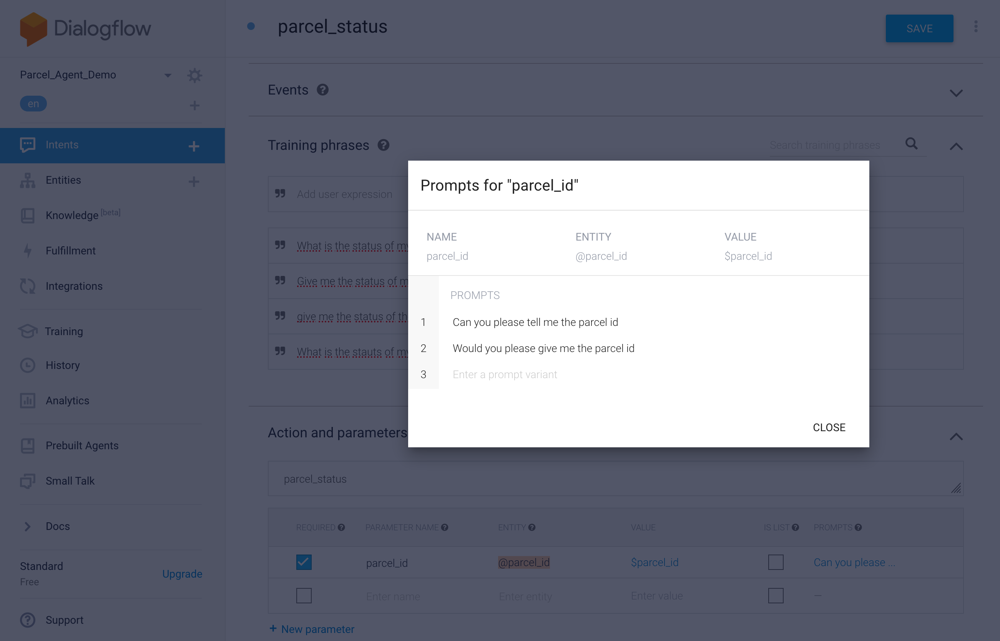 Dialogflow
Parcel_Agent_Demo
en
Intents
Entities
Knowledge [beta]
Fulfillment
Integrations
Training
History
Analytics
Prebuilt Agents
Small Talk
Docs
Standard
Free
Upgrade
Support
parcel_status
SAVE
Events
Training phrases
Search training phrases
Add user expression
What is the status of my
Give me the status of
give me the status of
What is the stauts of my
Prompts for "parcel_id"
NAME ENTITY VALUE
parcel_id @parcel_id $parcel_id
PROMPTS
1 Can you please tell me the parcel id
2 Would you please give me the parcel id
3 Enter a prompt variant
CLOSE
Action and parameters
parcel_status
REQUIRED PARAMETER NAME ENTITY VALUE IS LIST PROMPTS
parcel_id @parcel_id $parcel_id Can you please ...
Enter name Enter entity Enter value —
+ New parameter